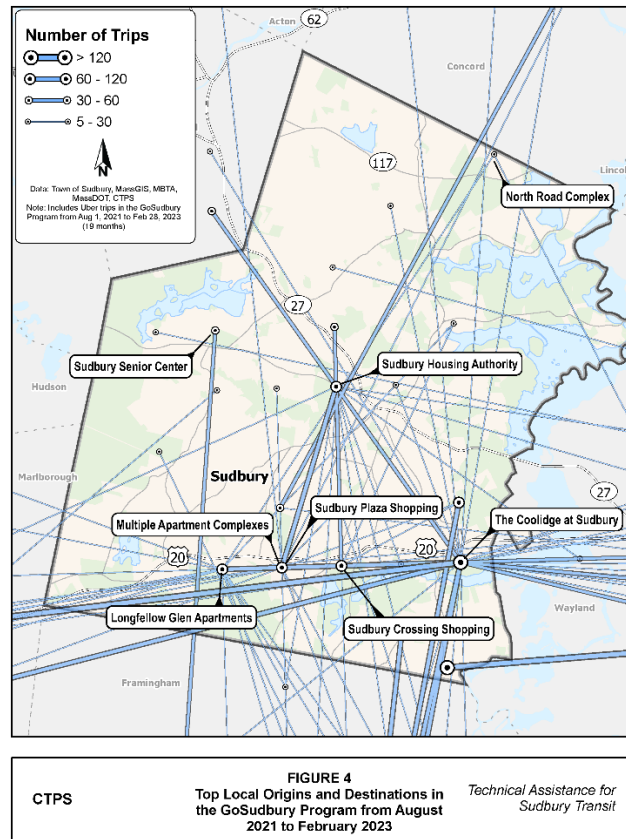 Number of Trips
> 120
60 - 120
30 - 60
5 - 30
N
Data: Town of Sudbury, MassGIS, MBTA,
MassDOT, CTPS
Note: Includes Uber trips in the GoSudbury
Program from Aug 1, 2021 to Feb 28, 2023
(19 months)
Acton
62
Concord
117
Lincol
North Road Complex
27
Sudbury Senior Center
Sudbury Housing Authority
Hudson
Marlborough
Sudbury
27
Multiple Apartment Complexes
Sudbury Plaza Shopping
The Coolidge at Sudbury
20
20
Longfellow Glen Apartments
Sudbury Crossing Shopping
Wayland
Framingham
CTPS
FIGURE 4
Top Local Origins and Destinations in
the GoSudbury Program from August
2021 to February 2023
Technical Assistance for
Sudbury Transit